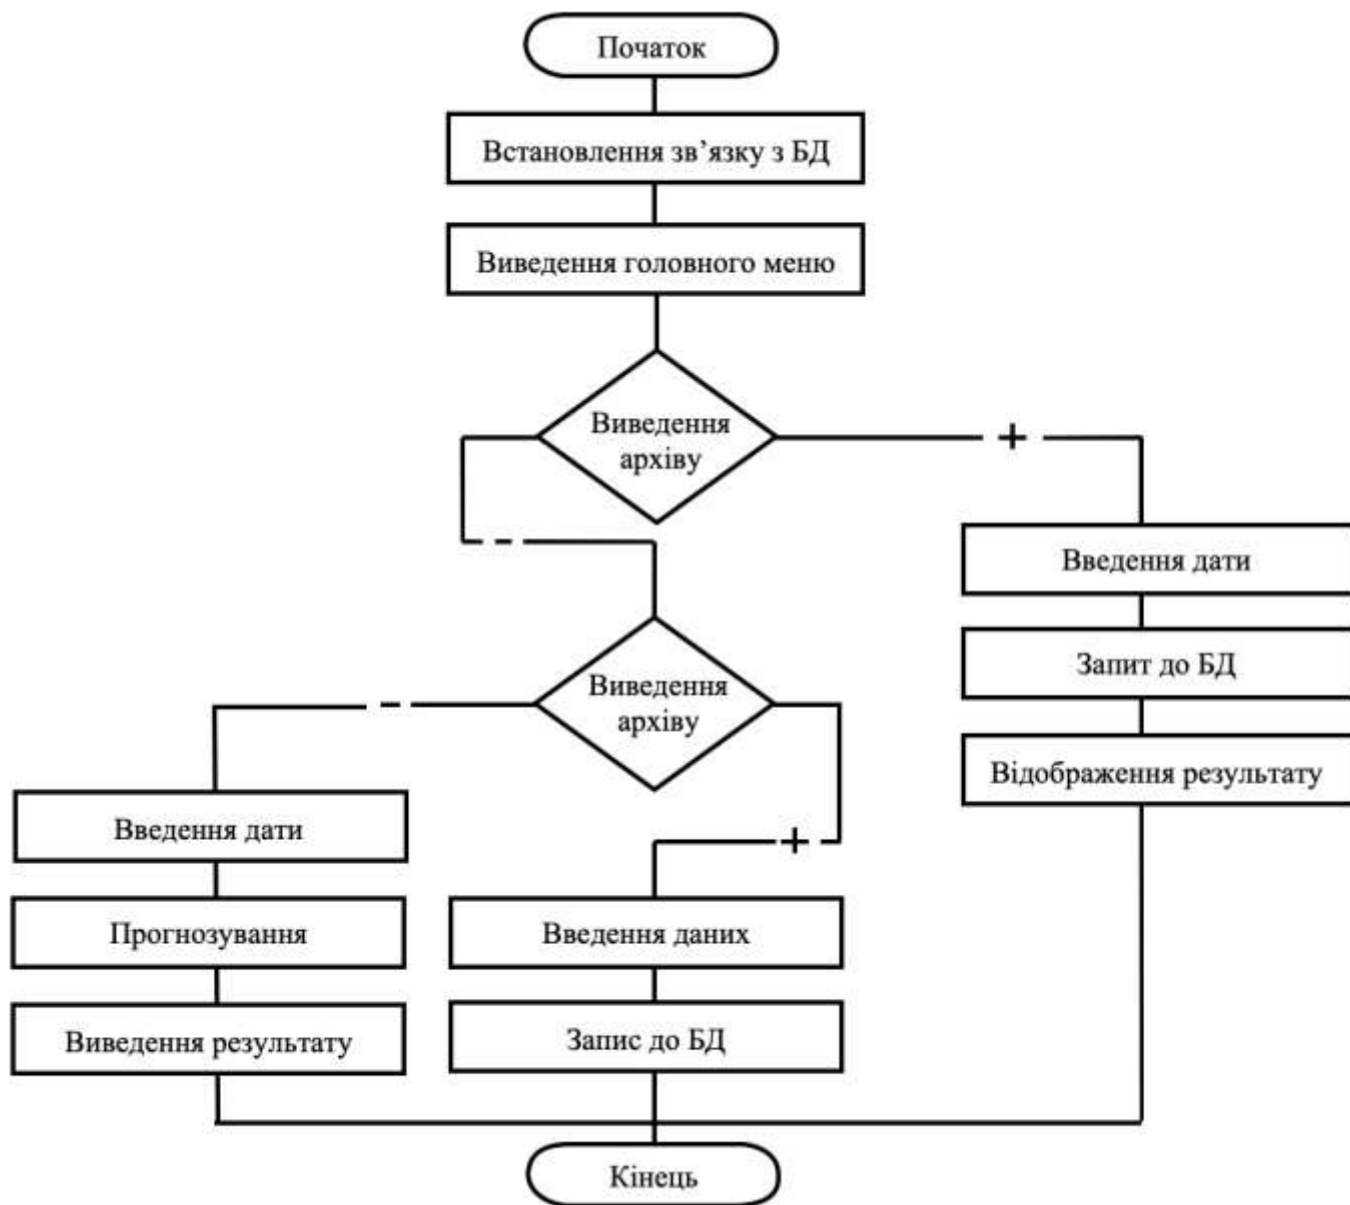 Початок
Встановлення зв’язку з БД
Виведення головного меню
Виведення
архіву
+
–
Введення дати
Запит до БД
Відображення результату
Виведення
архіву
–
+
Введення дати
Прогнозування
Виведення результату
Введення даних
Запис до БД
Кінець